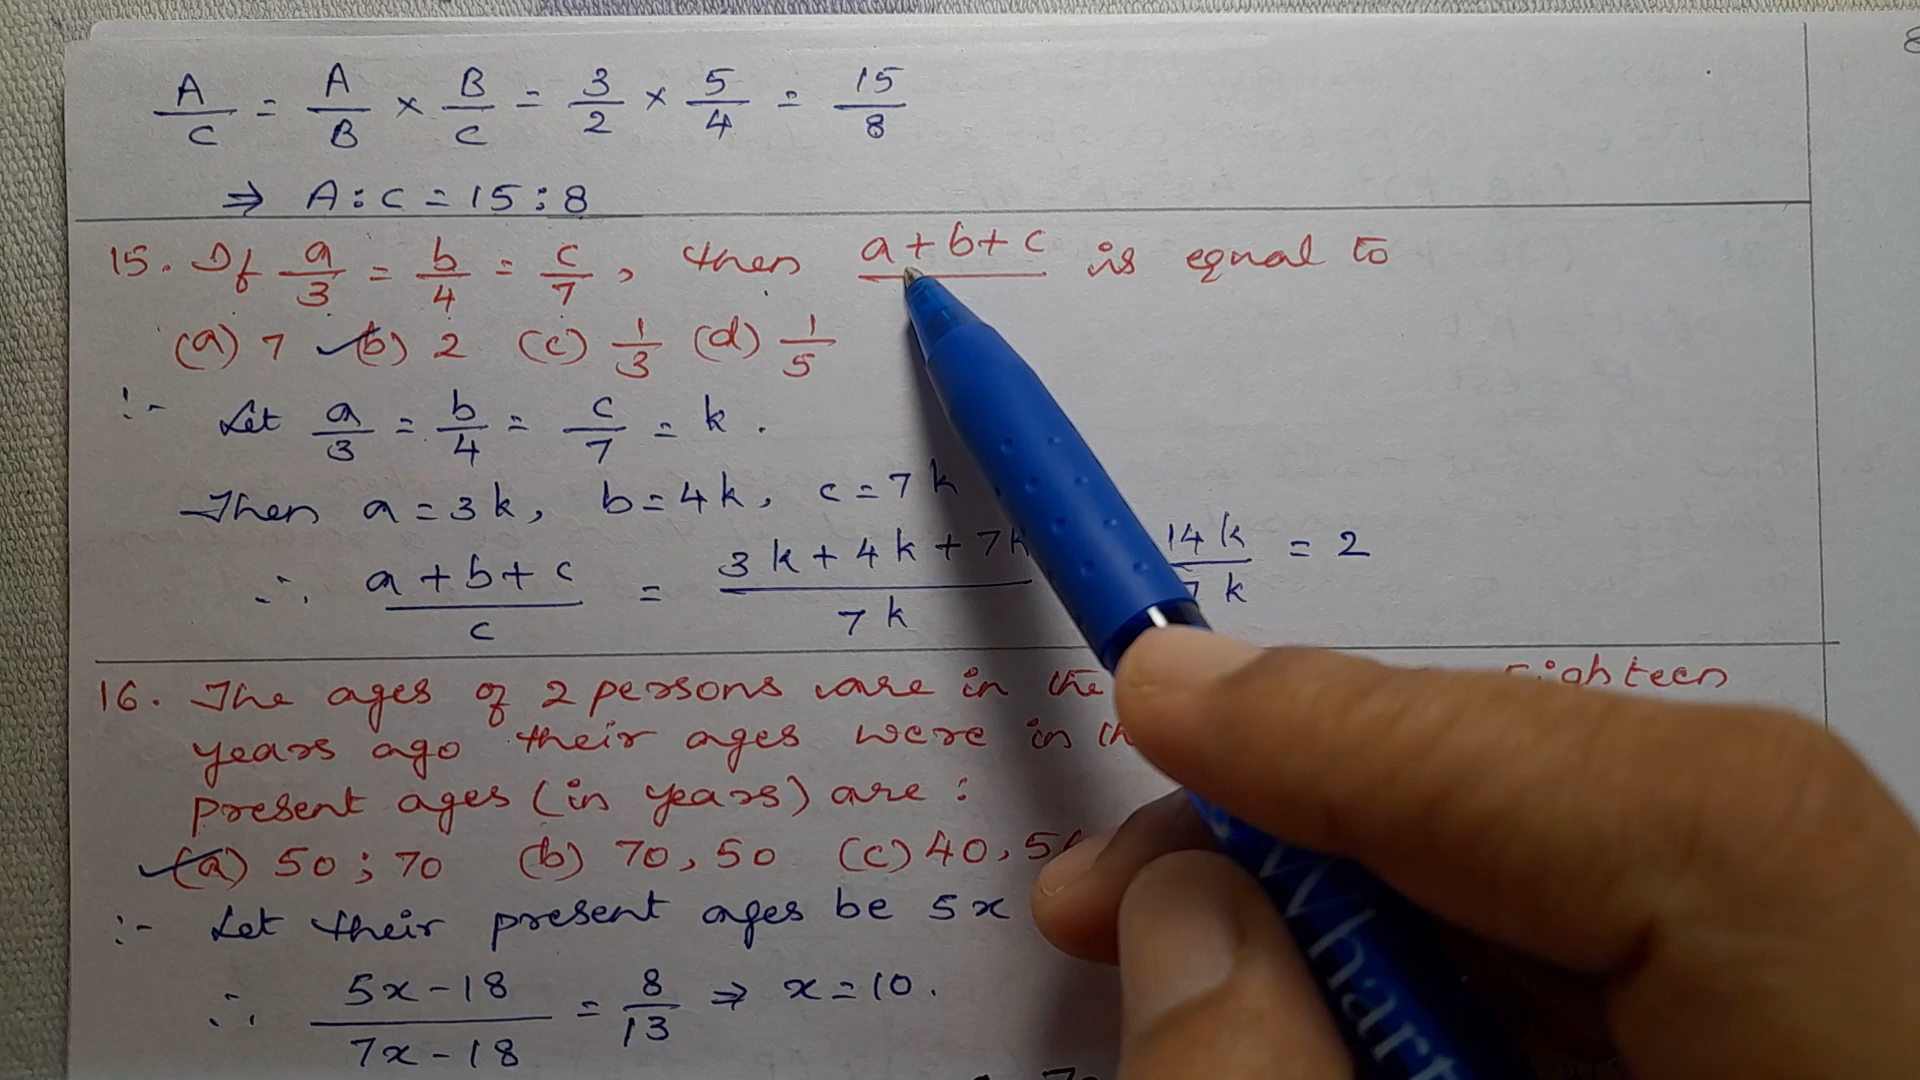 A/C = A/B × B/C = 3/2 × 5/4 = 15/8
⇒ A:C = 15:8
15. If a/3 = b/4 = c/7, then a+b+c is equal to
(a) 7 (b) 2 (c) 1/3 (d) 1/5
:- Let a/3 = b/4 = c/7 = k.
Then a = 3k, b = 4k, c = 7k
∴ a+b+c/c = 3k+4k+7k/7k 14k/7k = 2
16. The ages of 2 persons are in the eighteen
years ago their ages were in
present ages (in years) are :
(a) 50 ; 70 (b) 70, 50 (c) 40, 5
:- Let their present ages be 5x
∴ 5x-18/7x-18 = 8/13 ⇒ x = 10.
Whart